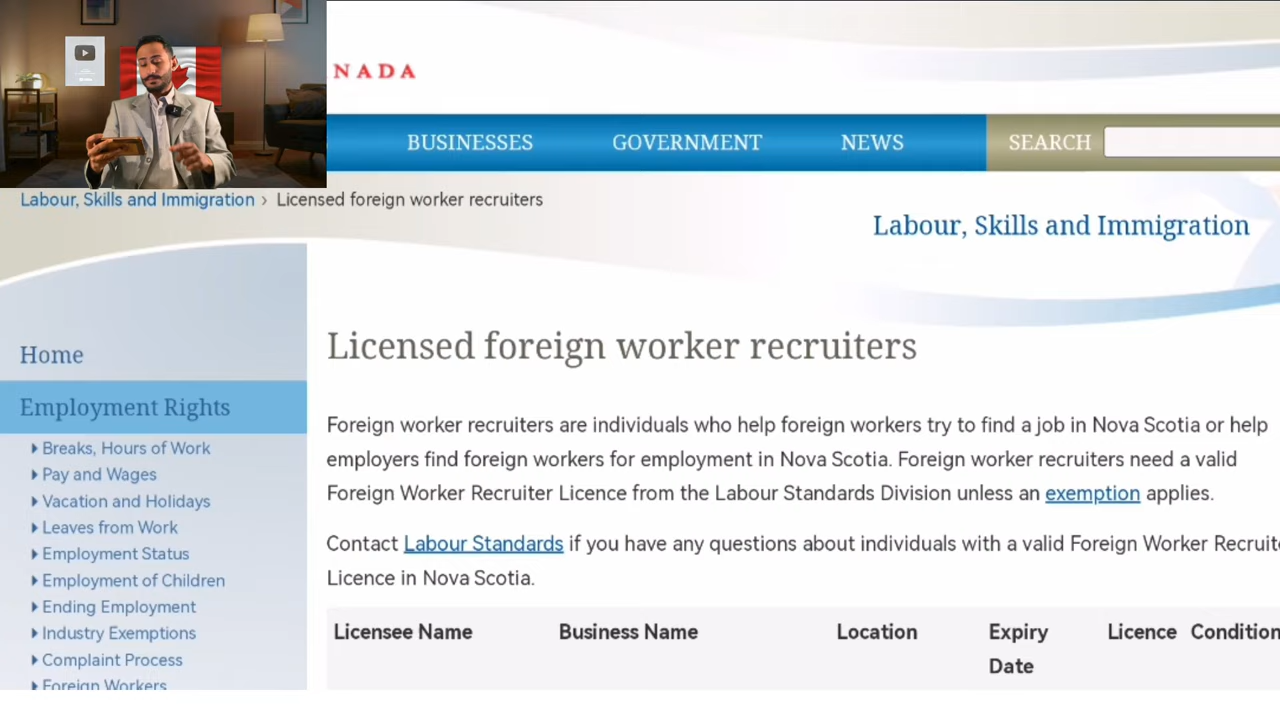 NADA
BUSINESSES GOVERNMENT NEWS SEARCH
Labour, Skills and Immigration › Licensed foreign worker recruiters
Labour, Skills and Immigration
Home
Employment Rights
Breaks, Hours of Work
Pay and Wages
Vacation and Holidays
Leaves from Work
Employment Status
Employment of Children
Ending Employment
Industry Exemptions
Complaint Process
Foreign Workers
Licensed foreign worker recruiters
Foreign worker recruiters are individuals who help foreign workers try to find a job in Nova Scotia or help
employers find foreign workers for employment in Nova Scotia. Foreign worker recruiters need a valid
Foreign Worker Recruiter Licence from the Labour Standards Division unless an exemption applies.
Contact Labour Standards if you have any questions about individuals with a valid Foreign Worker Recruite
Licence in Nova Scotia.
Licensee Name Business Name Location Expiry Date Licence Condition